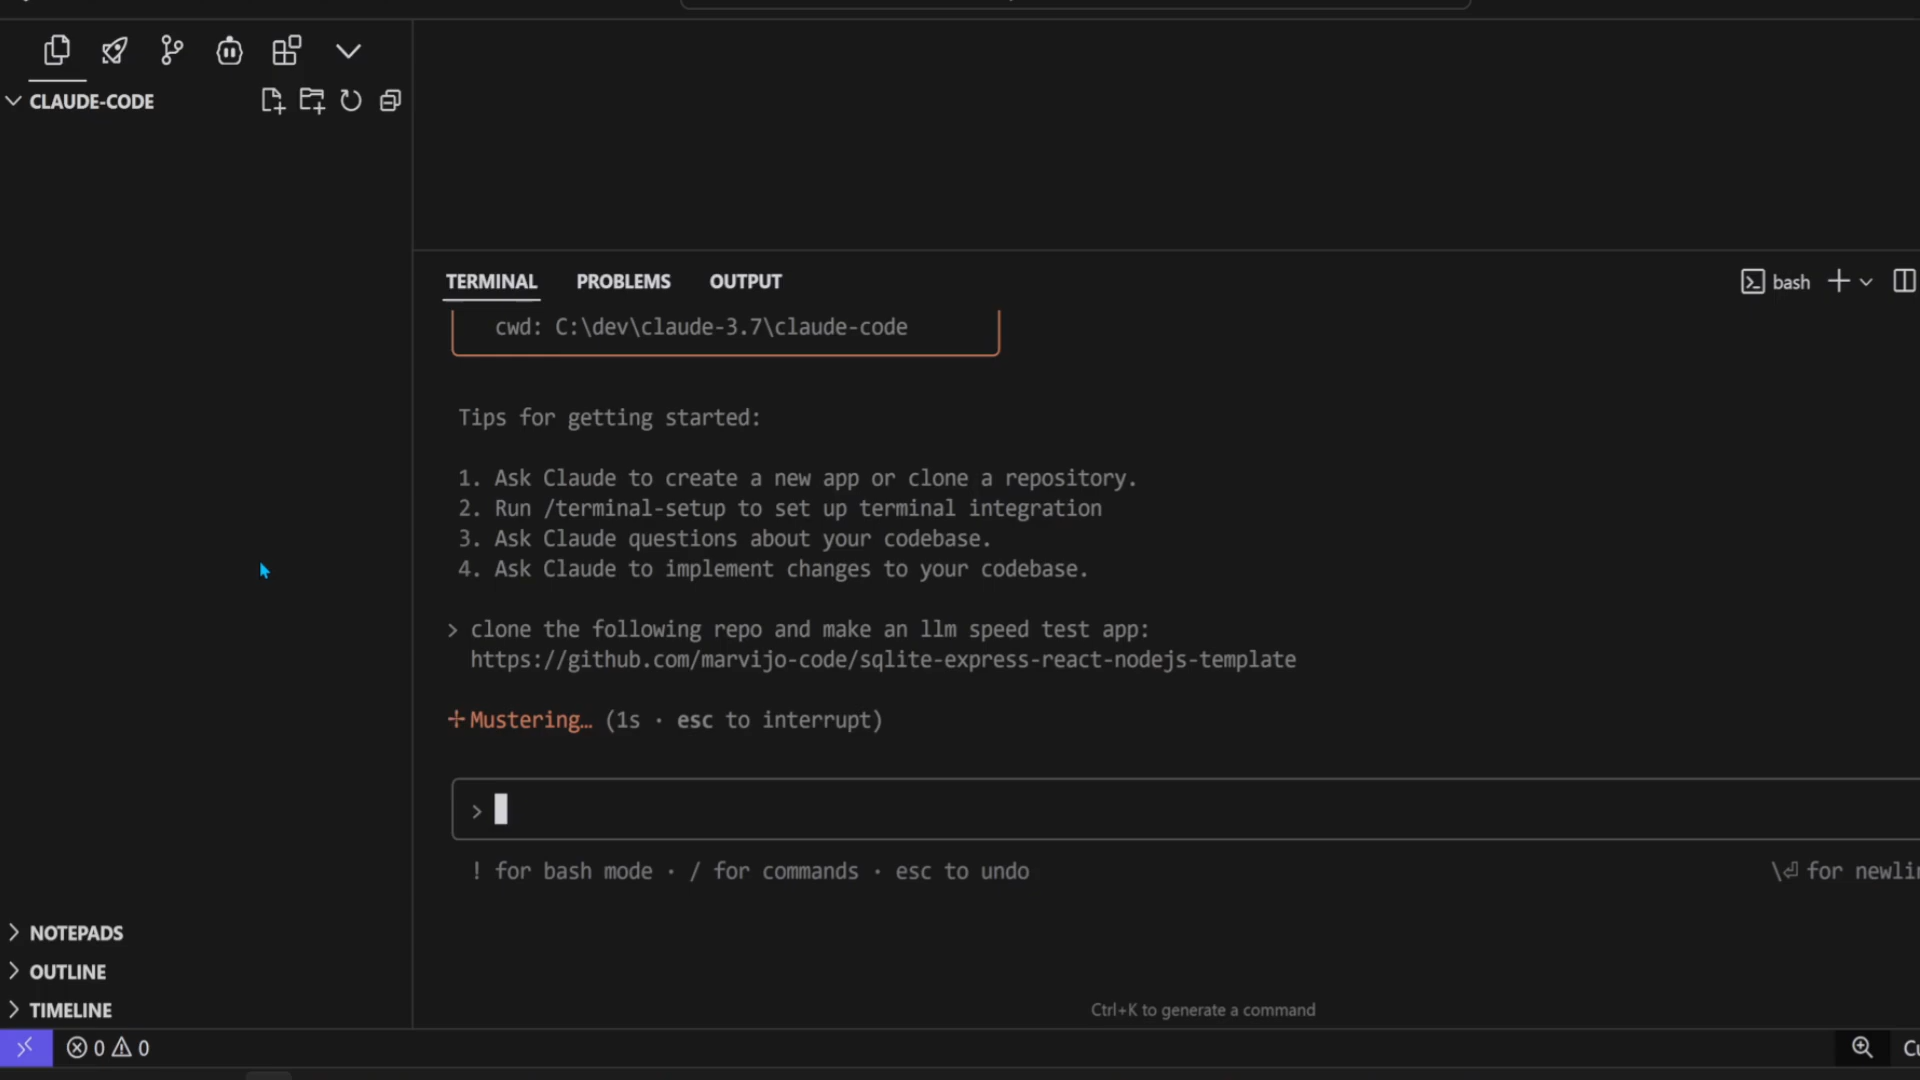 CLAUDE-CODE
TERMINAL PROBLEMS OUTPUT
bash
cwd: C:\dev\claude-3.7\claude-code
Tips for getting started:
1. Ask Claude to create a new app or clone a repository.
2. Run /terminal-setup to set up terminal integration
3. Ask Claude questions about your codebase.
4. Ask Claude to implement changes to your codebase.
> clone the following repo and make an llm speed test app:
https://github.com/marvijo-code/sqlite-express-react-nodejs-template
Mustering… (1s · esc to interrupt)
>
! for bash mode · / for commands · esc to undo
\⏎ for newlin
NOTEPADS
OUTLINE
TIMELINE
Ctrl+K to generate a command
0 0
Cu